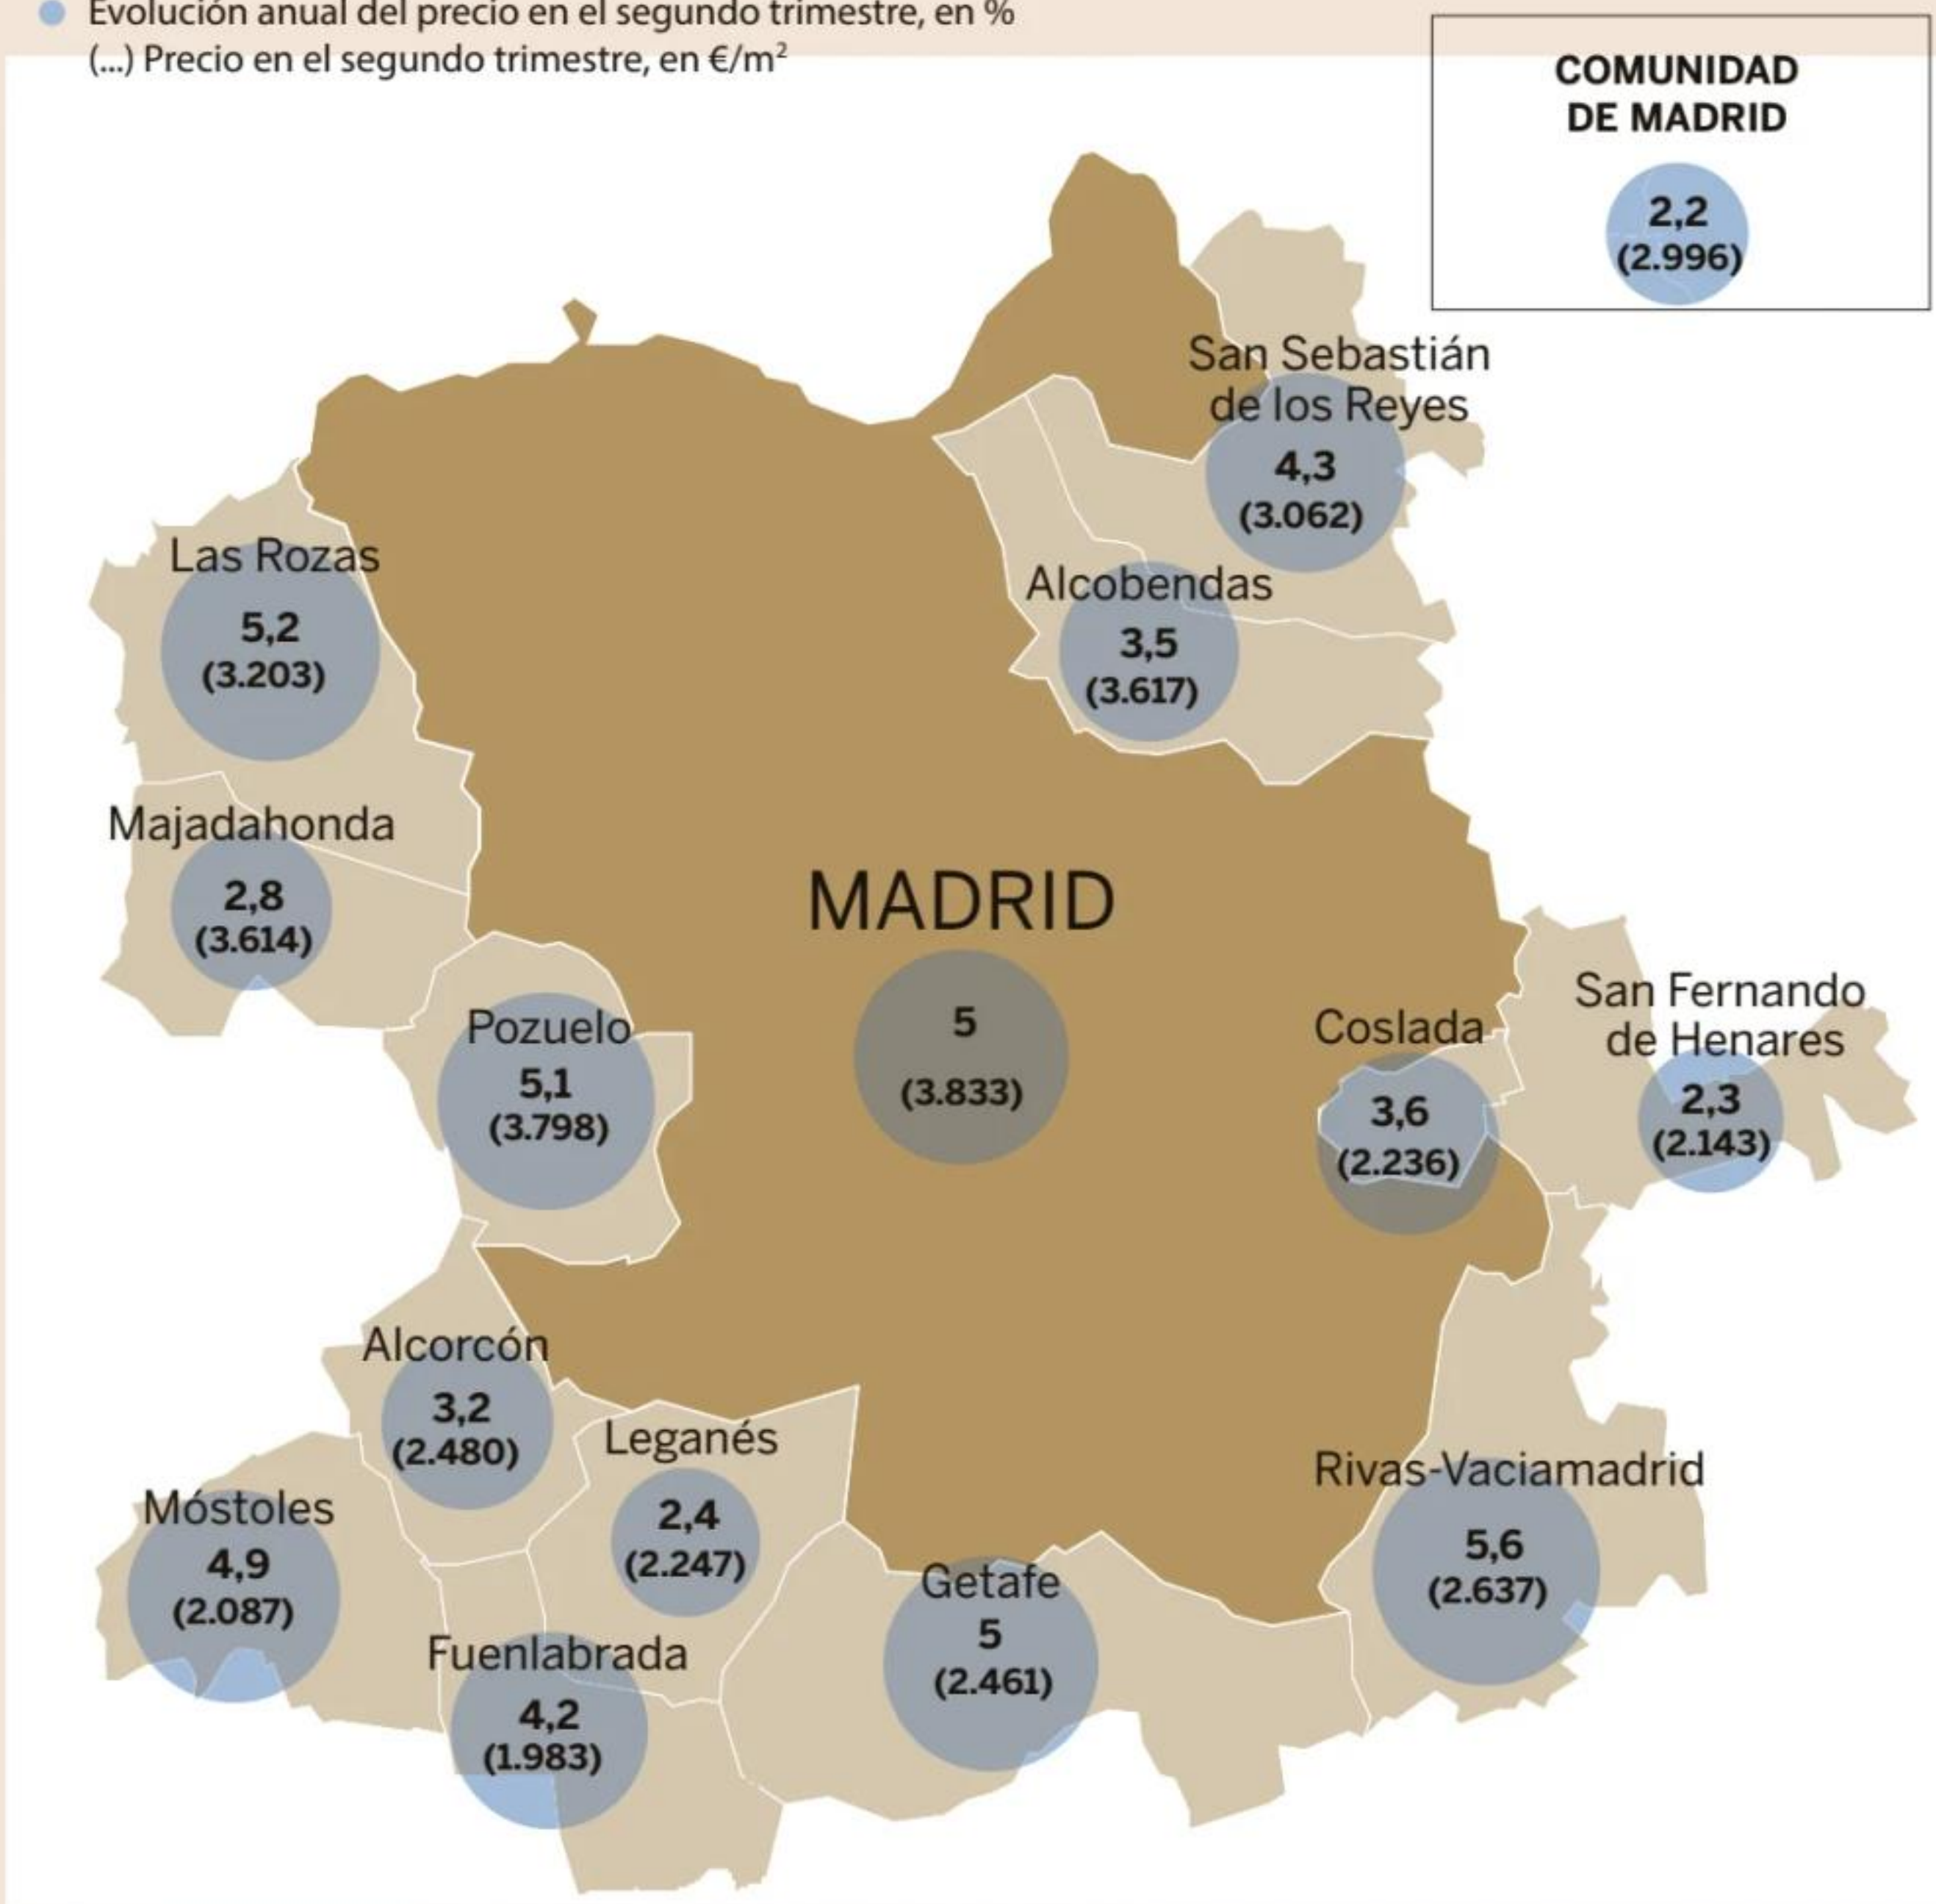 Evolución anual del precio en el segundo trimestre, en %
(...) Precio en el segundo trimestre, en €/m²
COMUNIDAD
DE MADRID
2,2
(2.996)
San Sebastián
de los Reyes
4,3
(3.062)
Las Rozas
5,2
(3.203)
Alcobendas
3,5
(3.617)
Majadahonda
2,8
(3.614)
MADRID
5
(3.833)
Pozuelo
5,1
(3.798)
Coslada
3,6
(2.236)
San Fernando
de Henares
2,3
(2.143)
Alcorcón
3,2
(2.480)
Leganés
2,4
(2.247)
Móstoles
4,9
(2.087)
Fuenlabrada
4,2
(1.983)
Getafe
5
(2.461)
Rivas-Vaciamadrid
5,6
(2.637)